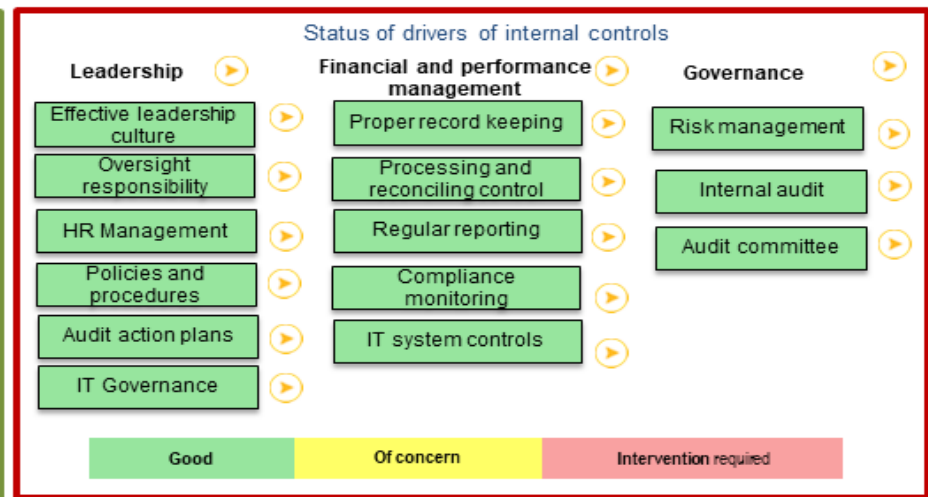 Status of drivers of internal controls
Leadership
Effective leadership
culture
Oversight
responsibility
HR Management
Policies and
procedures
Audit action plans
IT Governance
Financial and performance
management
Proper record keeping
Processing and
reconciling control
Regular reporting
Compliance
monitoring
IT system controls
Governance
Risk management
Internal audit
Audit committee
Good
Of concern
Intervention required